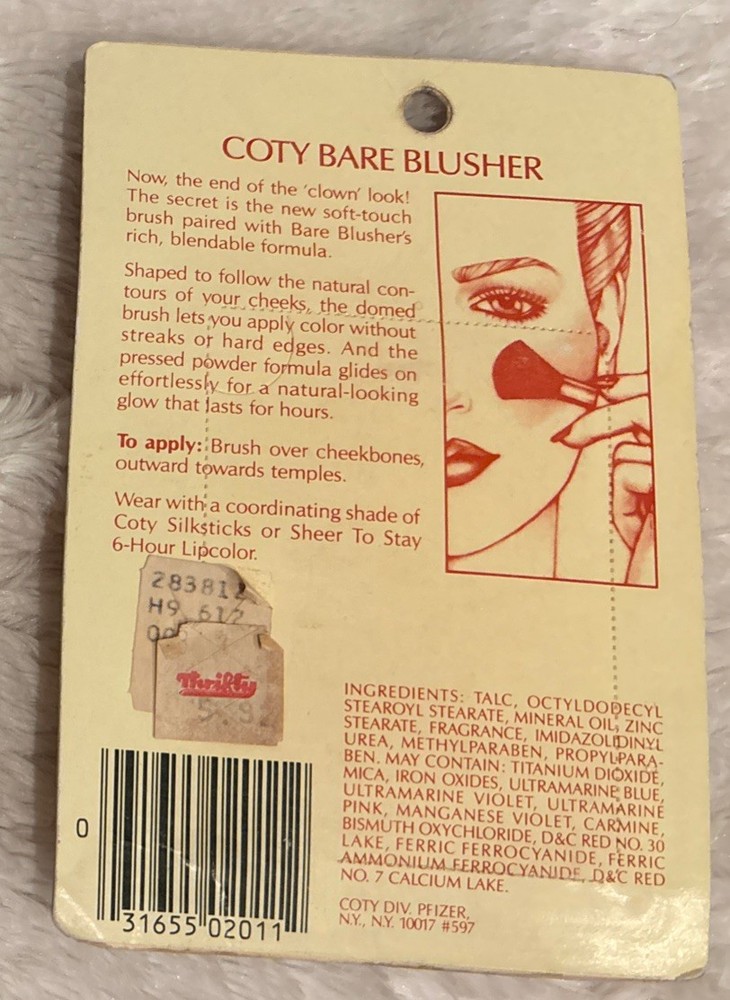 COTY BARE BLUSHER
Now, the end of the 'clown' look!
The secret is the new soft-touch
brush paired with Bare Blusher's
rich, blendable formula.
Shaped to follow the natural con-
tours of your cheeks, the domed
brush lets you apply color without
streaks or hard edges. And the
pressed powder formula glides on
effortlessly for a natural-looking
glow that lasts for hours.
To apply: Brush over cheekbones,
outward towards temples.
Wear with a coordinating shade of
Coty Silksticks or Sheer To Stay
6-Hour Lipcolor.
283812
H9 612
Thrifty
INGREDIENTS: TALC, OCTYLDODECYL
STEAROYL STEARATE, MINERAL OIL, ZINC
STEARATE, FRAGRANCE, IMIDAZOLIDINYL
UREA, METHYLPARABEN, PROPYLPARA-
BEN. MAY CONTAIN: TITANIUM DIOXIDE,
MICA, IRON OXIDES, ULTRAMARINE BLUE,
ULTRAMARINE VIOLET, ULTRAMARINE
PINK, MANGANESE VIOLET, CARMINE,
BISMUTH OXYCHLORIDE, D&C RED NO. 30
LAKE, FERRIC FERROCYANIDE, FERRIC
AMMONIUM FERROCYANIDE, D&C RED
NO. 7 CALCIUM LAKE.
COTY DIV. PFIZER,
N.Y., N.Y. 10017 #597
0 31655 02011